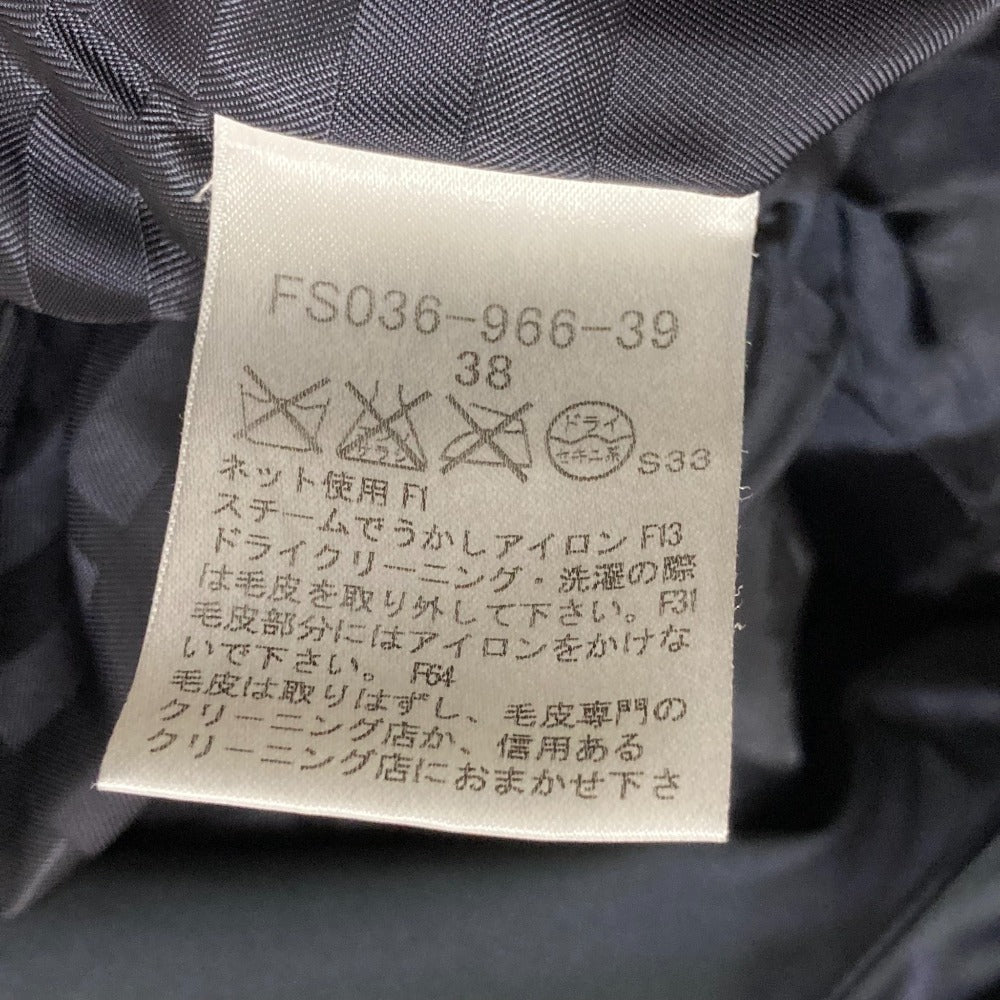 FS036-966-39
38
エンソ サラシ
ドライ
セキユ系
S33
ネット使用 F1
スチームでうかしアイロン F13
ドライクリーニング・洗濯の際
は毛皮を取り外して下さい。F31
毛皮部分にはアイロンをかけな
いで下さい。 F64
毛皮は取りはずし、毛皮専門の
クリーニング店か、信用ある
クリーニング店におまかせ下さ